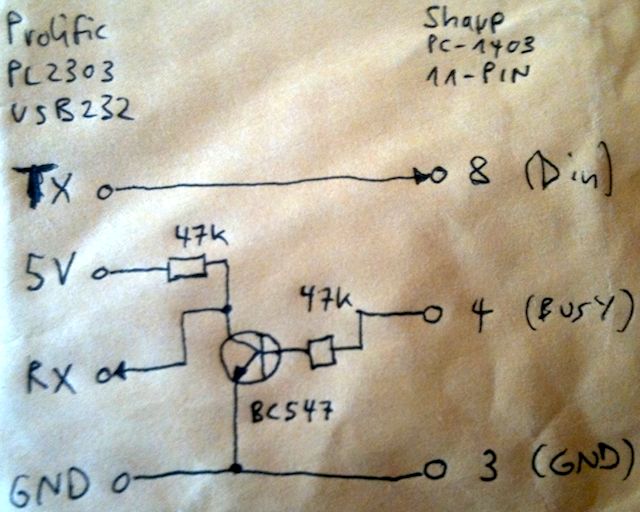 Prolific
PL2303
USB232
Sharp
PC-1403
11-PIN
TX
8 (Din)
5V
47k
47k
4 (BUSY)
RX
BC547
GND
3 (GND)